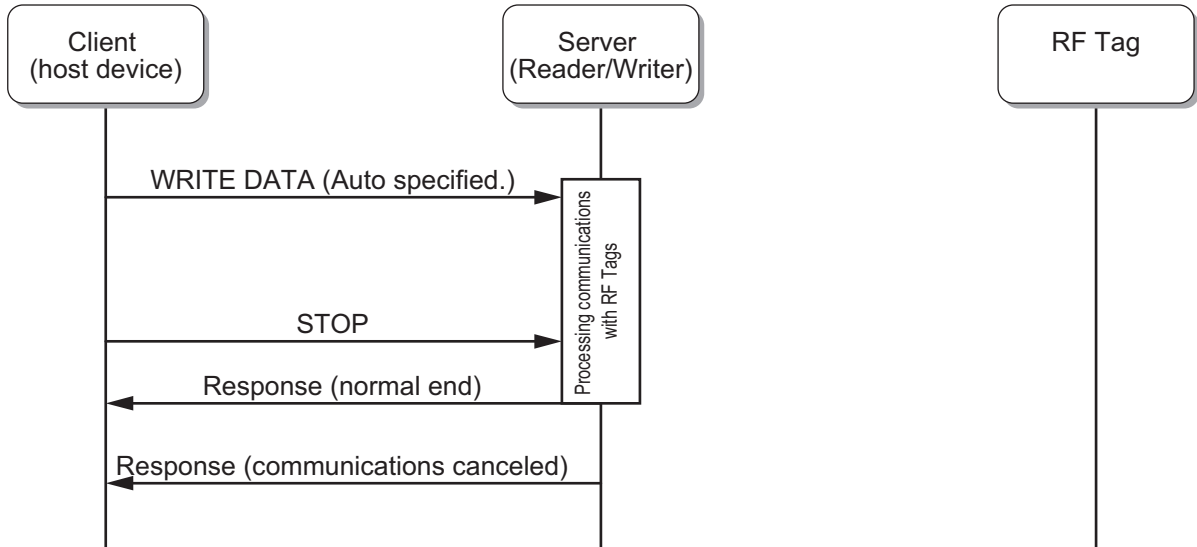 Client
(host device)
Server
(Reader/Writer)
RF Tag
WRITE DATA (Auto specified.)
Processing communications
with RF Tags
STOP
Response (normal end)
Response (communications canceled)